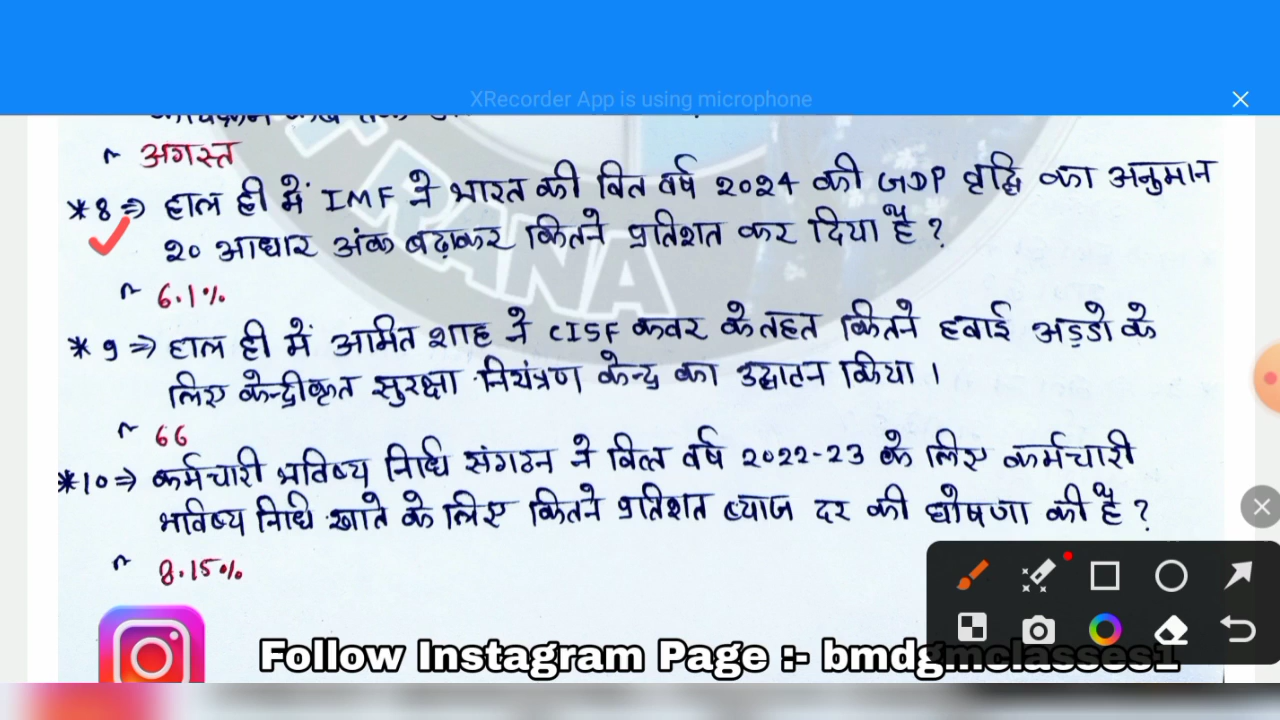 XRecorder App is using microphone
~ अगस्त
*8⇒ हाल ही में IMF ने भारत की वित वर्ष 2024 की GDP वृद्धि का अनुमान
२० आधार अंक बढ़ाकर कितने प्रतिशत कर दिया है ?
~ 6.1%
* 9 ⇒ हाल ही में अमित शाह ने CISF कवर के तहत कितने हवाई अड्डो के
लिए केन्द्रीकृत सुरक्षा नियंत्रण केन्द्र का उद्घाटन किया ।
~ 66
*10 ⇒ कर्मचारी भविष्य निधि संगठन ने वित्त वर्ष 2022-23 के लिए कर्मचारी
भविष्य निधि खाते के लिए कितने प्रतिशत ब्याज दर की घोषणा की है ?
~ 8.15%
Follow Instagram Page :- bmdgmclasses1